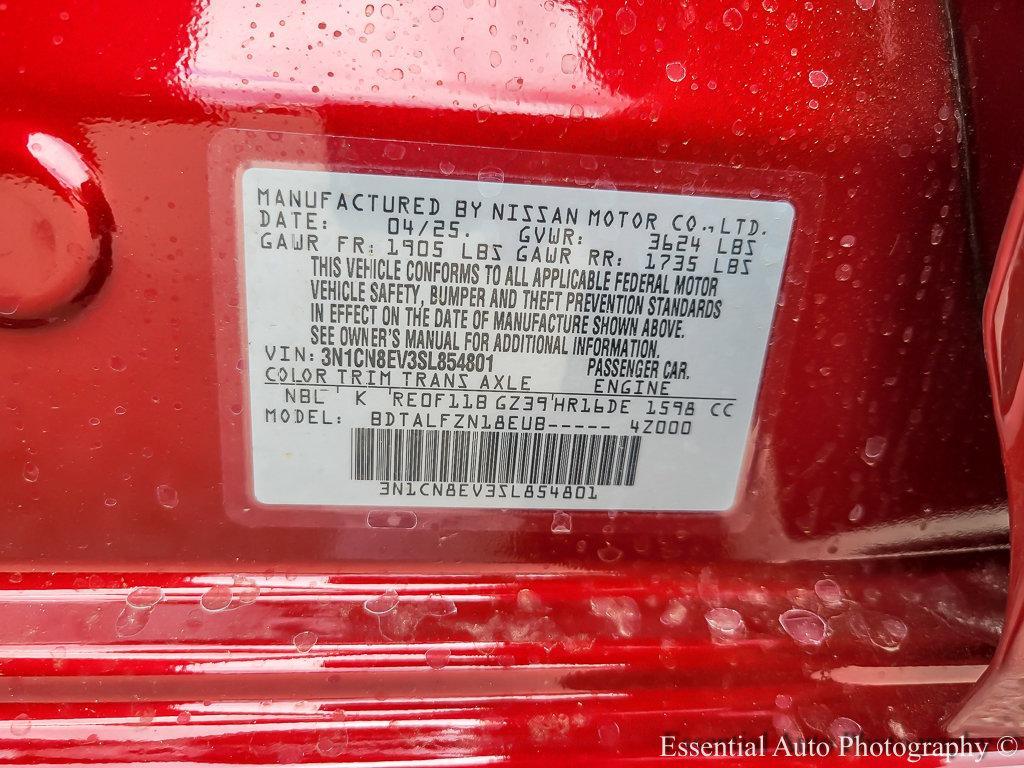 MANUFACTURED BY NISSAN MOTOR CO.,LTD.
DATE: 04/25. GVWR: 3624 LBS
GAWR FR: 1905 LBS GAWR RR: 1735 LBS
THIS VEHICLE CONFORMS TO ALL APPLICABLE FEDERAL MOTOR
VEHICLE SAFETY, BUMPER AND THEFT PREVENTION STANDARDS
IN EFFECT ON THE DATE OF MANUFACTURE SHOWN ABOVE.
SEE OWNER'S MANUAL FOR ADDITIONAL INFORMATION.
VIN: 3N1CN8EV3SL854801 PASSENGER CAR.
COLOR TRIM TRANS AXLE ENGINE
NBL K RE0F11B GZ39 HR16DE 1598 CC
MODEL: BDTALFZN18EUB----- 4Z000
3N1CN8EV3SL854801
Essential Auto Photography ©